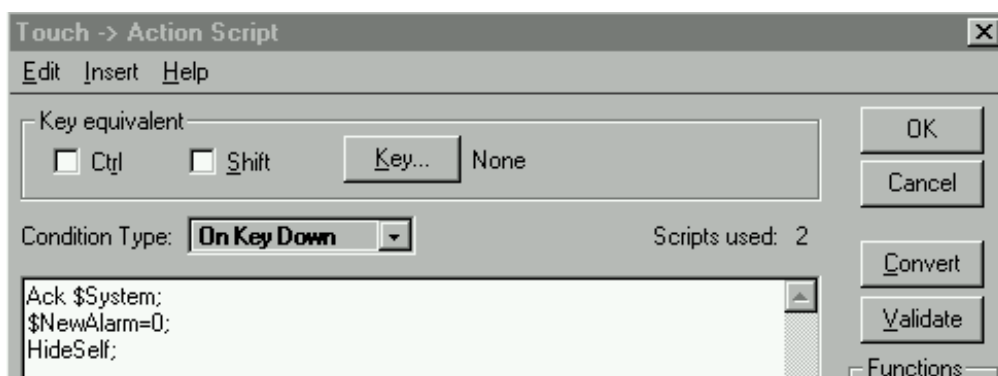 Touch -> Action Script
Edit Insert Help
Key equivalent
Ctrl Shift Key... None
OK
Cancel
Condition Type: On Key Down Scripts used: 2
Convert
Ack $System;
$NewAlarm=0;
HideSelf;
Validate
Functions